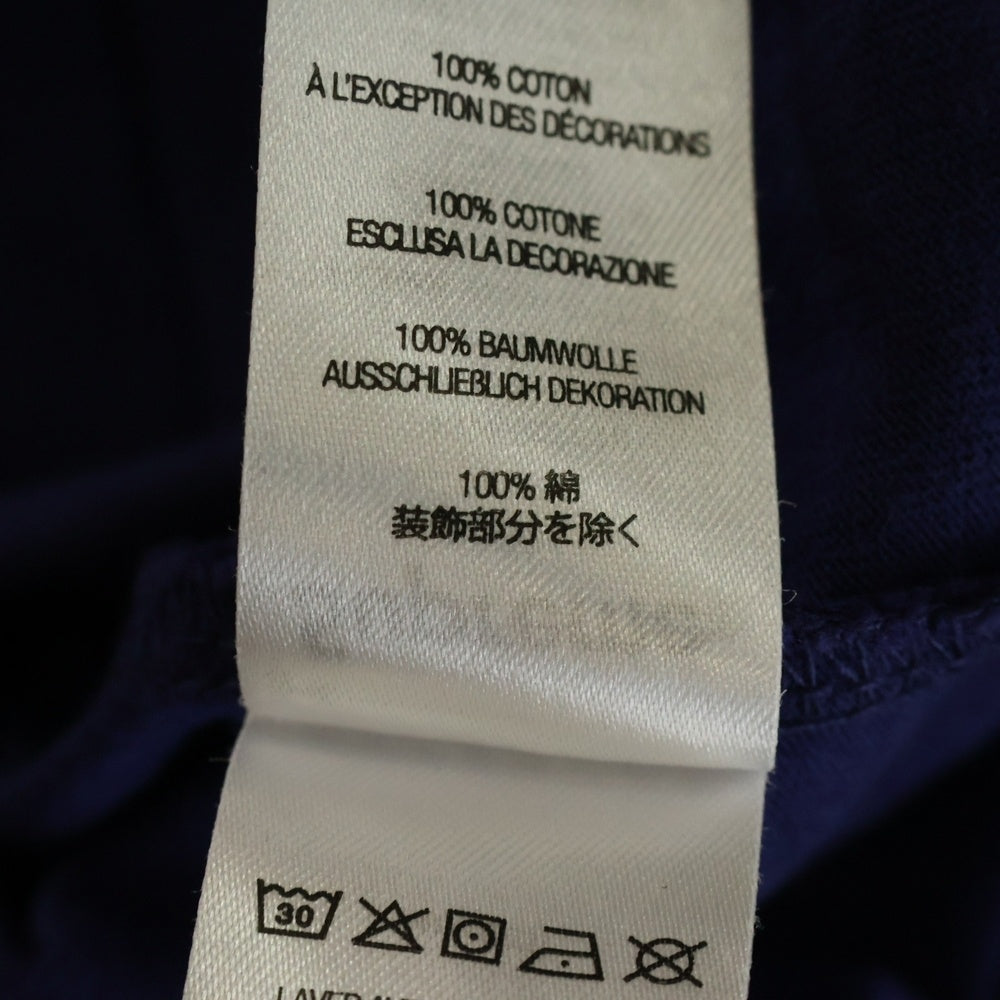 100% COTON
À L'EXCEPTION DES DÉCORATIONS
100% COTONE
ESCLUSA LA DECORAZIONE
100% BAUMWOLLE
AUSSCHLIEßLICH DEKORATION
100% 綿
装飾部分を除く
30